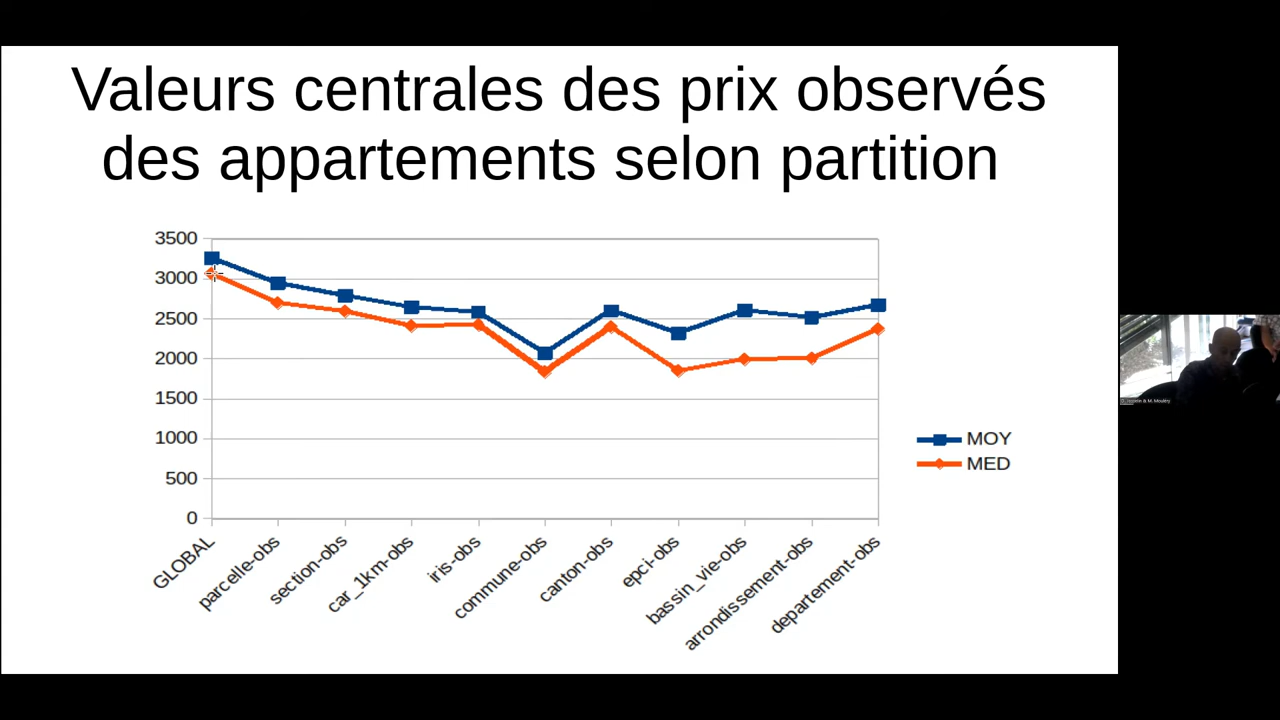 Valeurs centrales des prix observés
des appartements selon partition
3500
3000
2500
2000
1500
1000
500
0
GLOBAL
parcelle-obs
section-obs
car_1km-obs
iris-obs
commune-obs
canton-obs
epci-obs
bassin_vie-obs
arrondissement-obs
departement-obs
MOY
MED
& M.